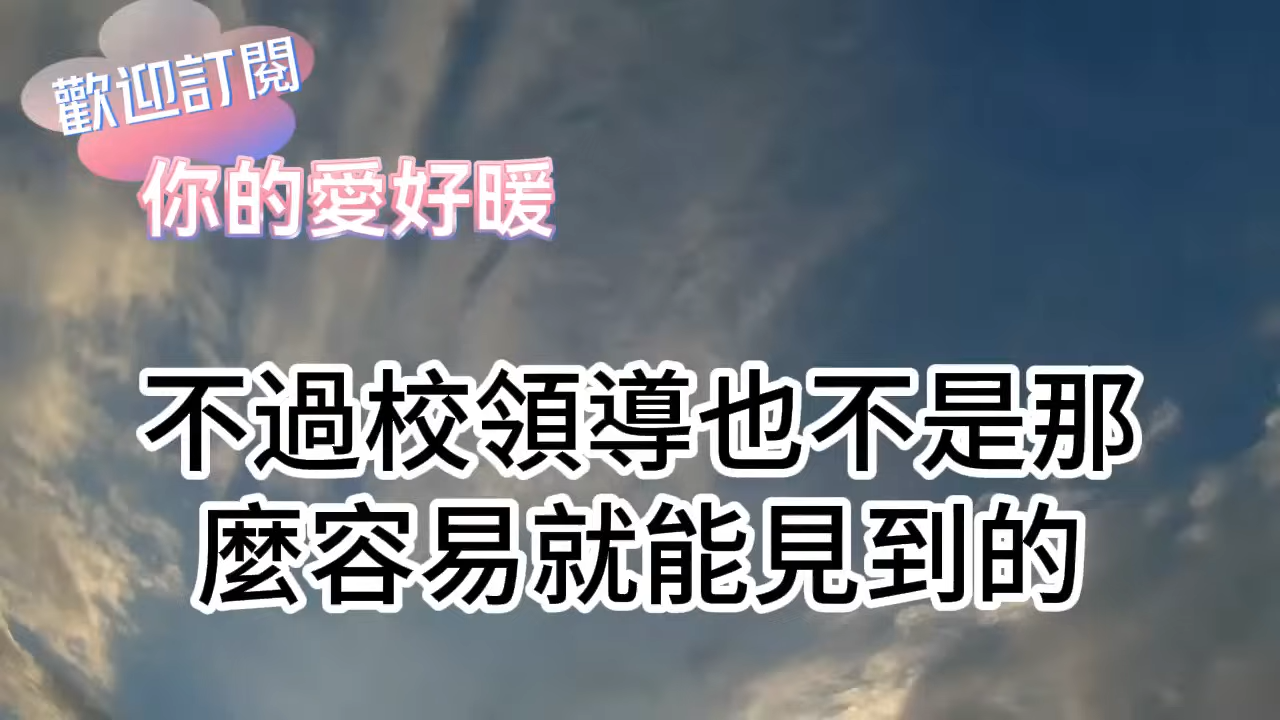 歡迎訂閱
你的愛好暖
不過校領導也不是那
麼容易就能見到的